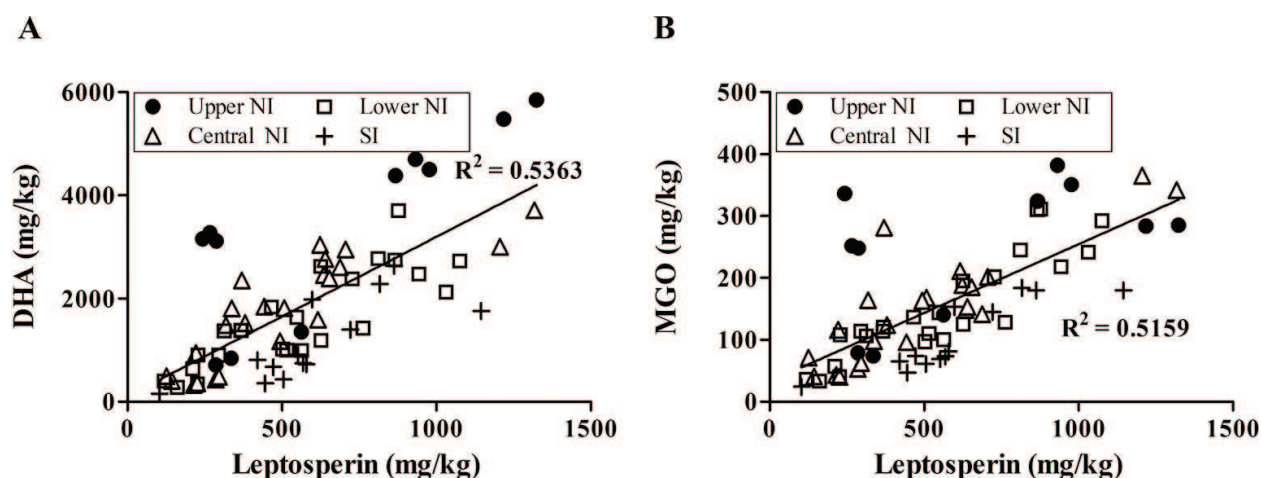 A
Upper NI Lower NI
Central NI SI
R² = 0.5363
6000
4000
2000
0
DHA (mg/kg)
0 500 1000 1500
Leptosperin (mg/kg)
B
Upper NI Lower NI
Central NI SI
R² = 0.5159
500
400
300
200
100
0
MGO (mg/kg)
0 500 1000 1500
Leptosperin (mg/kg)